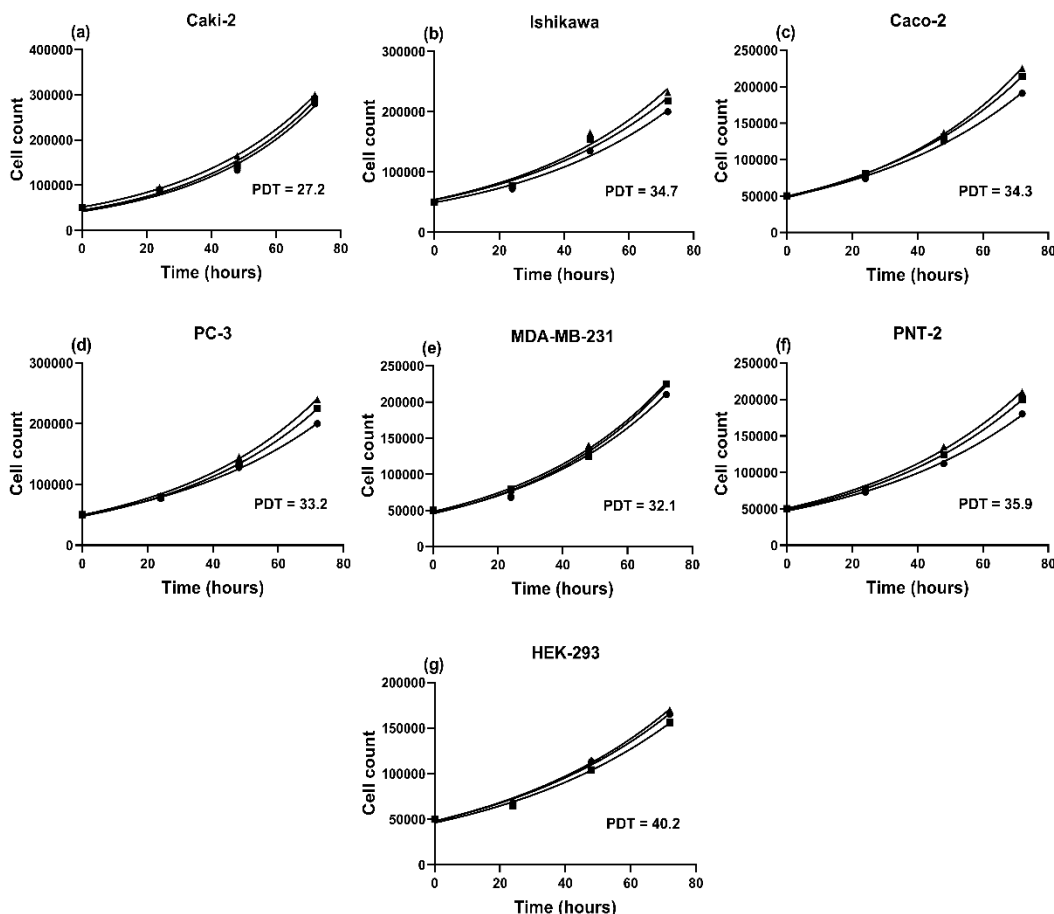 (a)
Caki-2
400000
300000
200000
100000
0
Cell count
PDT = 27.2
0 20 40 60 80
Time (hours)
(b)
Ishikawa
300000
200000
100000
0
Cell count
PDT = 34.7
0 20 40 60 80
Time (hours)
(c)
Caco-2
250000
200000
150000
100000
50000
0
Cell count
PDT = 34.3
0 20 40 60 80
Time (hours)
(d)
PC-3
300000
200000
100000
0
Cell count
PDT = 33.2
0 20 40 60 80
Time (hours)
(e)
MDA-MB-231
250000
200000
150000
100000
50000
0
Cell count
PDT = 32.1
0 20 40 60 80
Time (hours)
(f)
PNT-2
250000
200000
150000
100000
50000
0
Cell count
PDT = 35.9
0 20 40 60 80
Time (hours)
(g)
HEK-293
200000
150000
100000
50000
0
Cell count
PDT = 40.2
0 20 40 60 80
Time (hours)